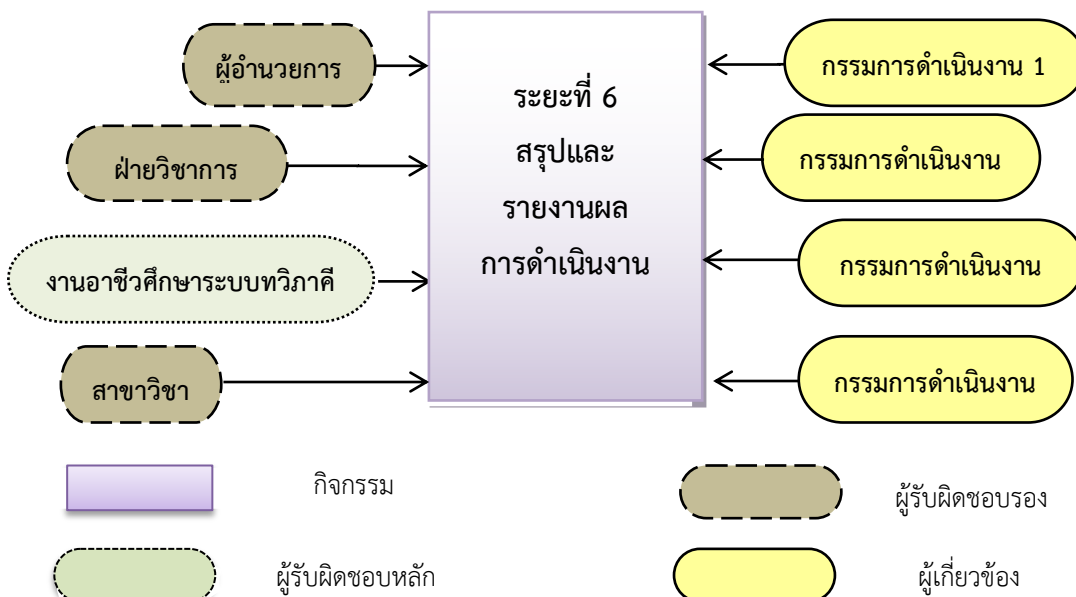 ผู้อำนวยการ
ฝ่ายวิชาการ
งานอาชีวศึกษาระบบทวิภาคี
สาขาวิชา
ระยะที่ 6
สรุปและ
รายงานผล
การดำเนินงาน
กรรมการดำเนินงาน 1
กรรมการดำเนินงาน
กรรมการดำเนินงาน
กรรมการดำเนินงาน
กิจกรรม
ผู้รับผิดชอบรอง
ผู้รับผิดชอบหลัก
ผู้เกี่ยวข้อง